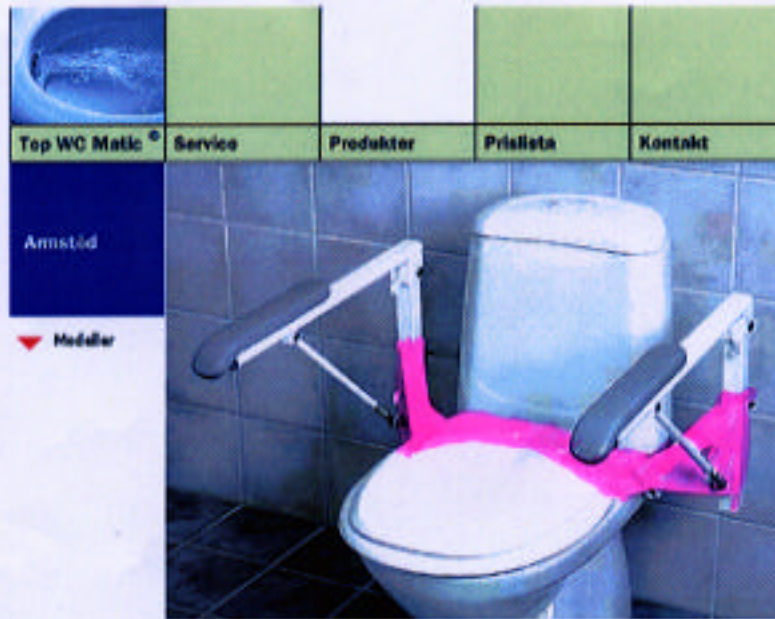 Top WC Matic ®
Service
Produkter
Prislista
Kontakt
Armstöd
Modeller